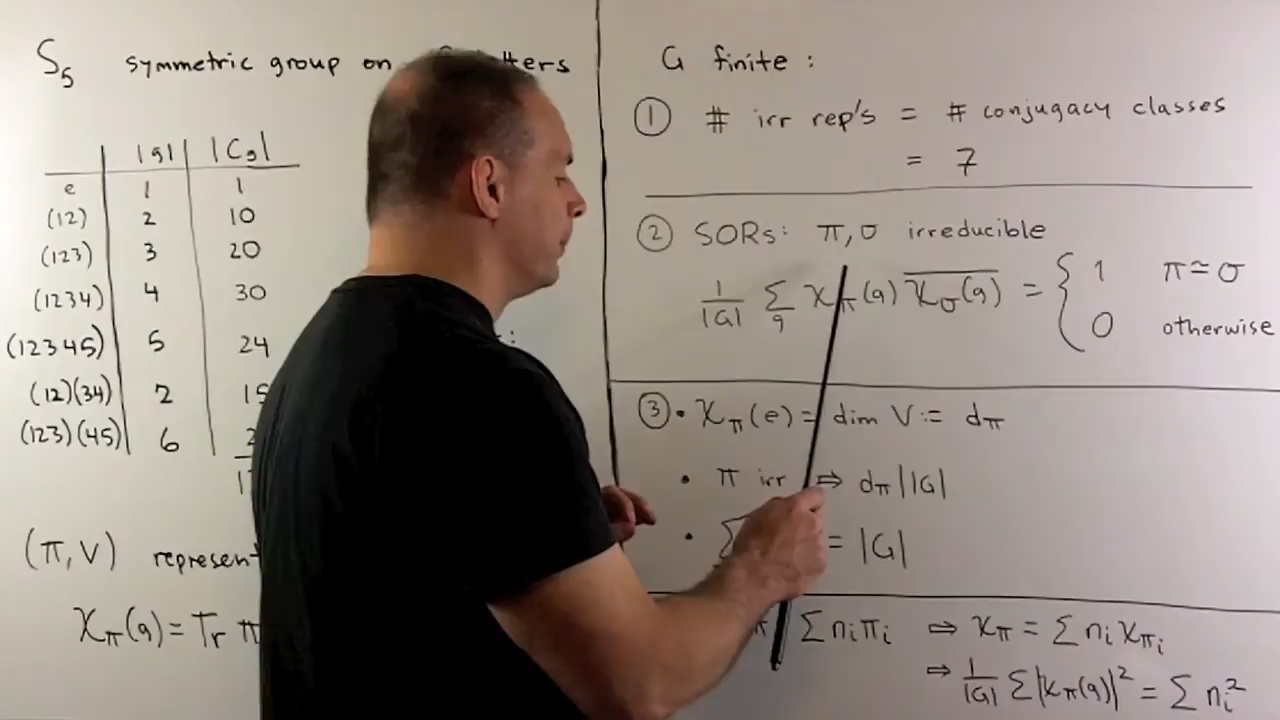 S₅ symmetric group on
|g| |Cg|
e 1 1
(12) 2 10
(123) 3 20
(1234) 4 30
(12345) 5 24
(12)(34) 2 15
(123)(45) 6 2
(π,V)
χπ(g) = Tr π
G finite :
① # irr rep's = # conjugacy classes
= 7
② SORs: π,σ irreducible
1/|G| Σg χπ(g) \overline{χσ(g)} = { 1 π≃σ
0 otherwise
③ • χπ(e) = dim V := dπ
• π irr ⇒ dπ | |G|
• Σ = |G|
Σ niπi ⇒ χπ = Σ ni χπi
⇒ 1/|G| Σ|χπ(g)|² = Σ ni²